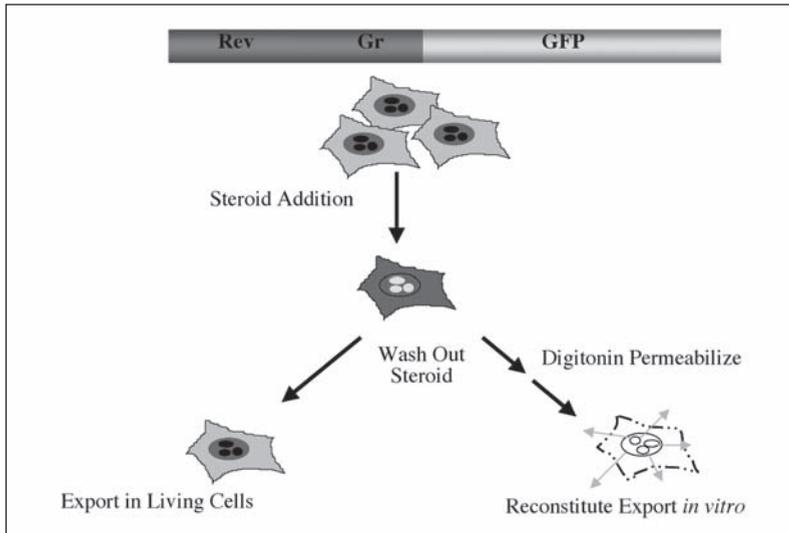 Rev Gr GFP
Steroid Addition
Wash Out
Steroid
Digitonin Permeabilize
Export in Living Cells
Reconstitute Export in vitro